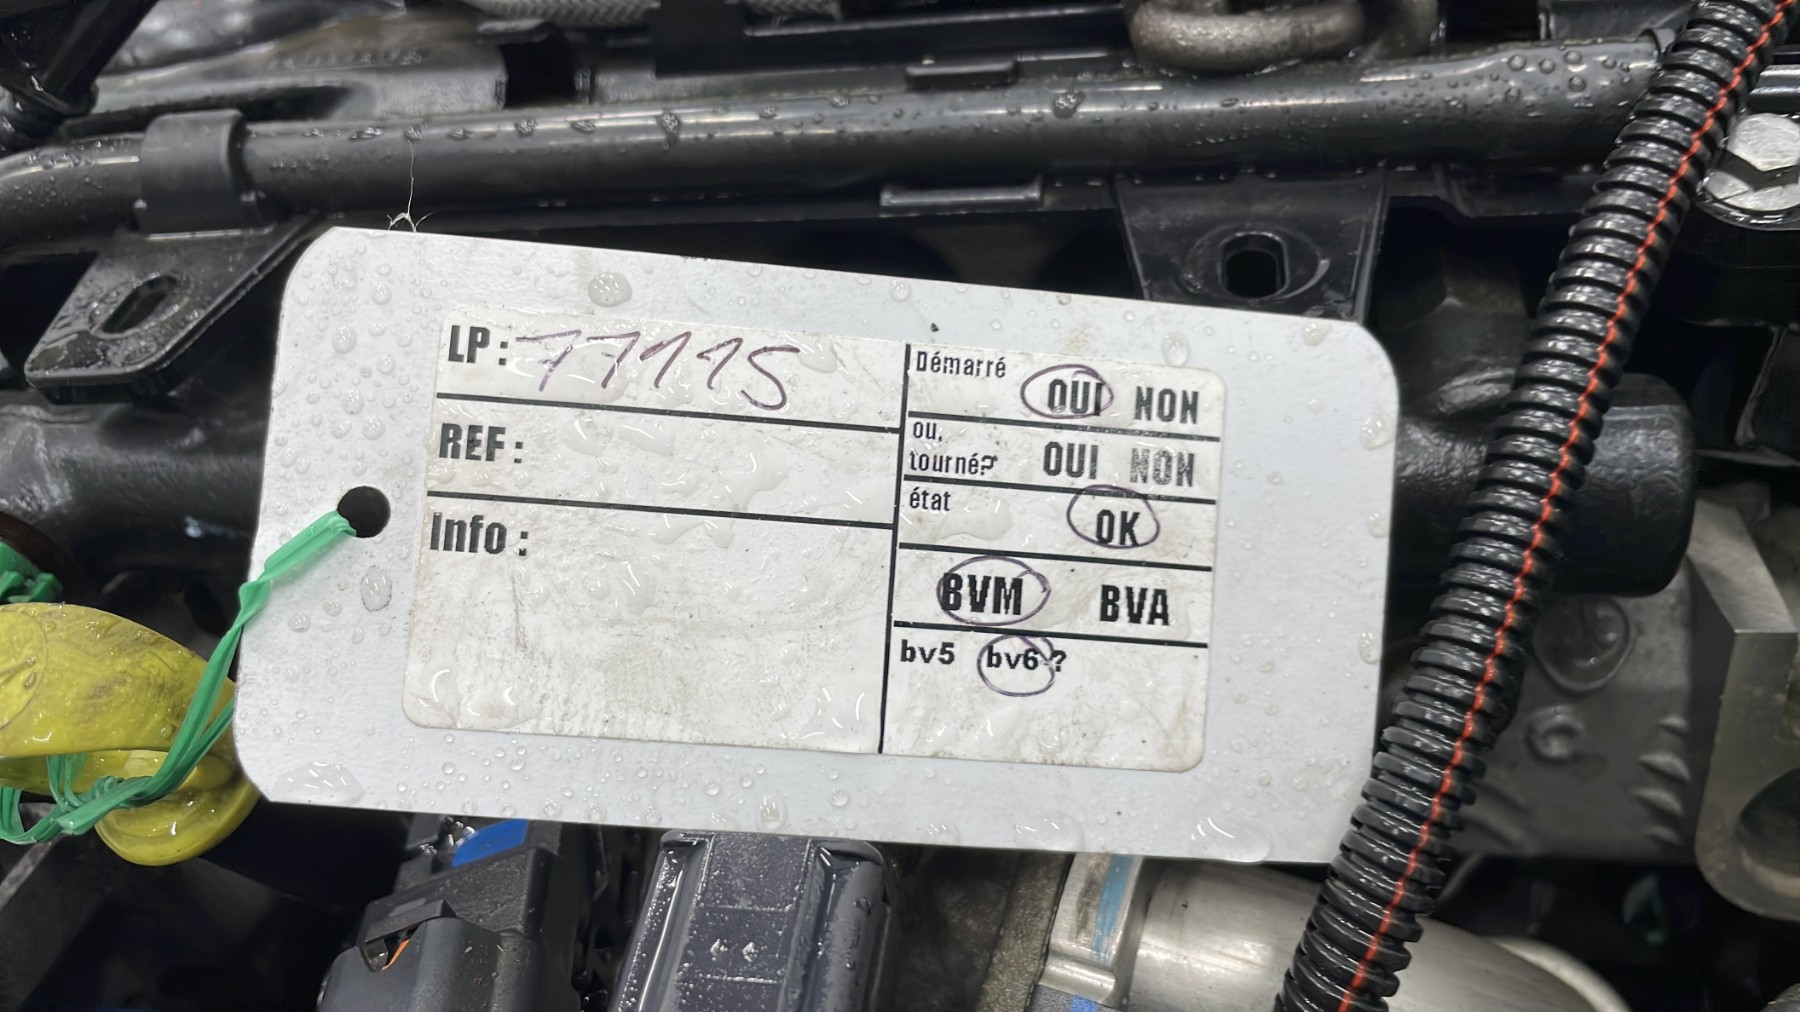 LP : 77115
REF :
Info :
Démarré OUI NON
ou,
tourné? OUI NON
état OK
BVM BVA
bv5 bv6 ?